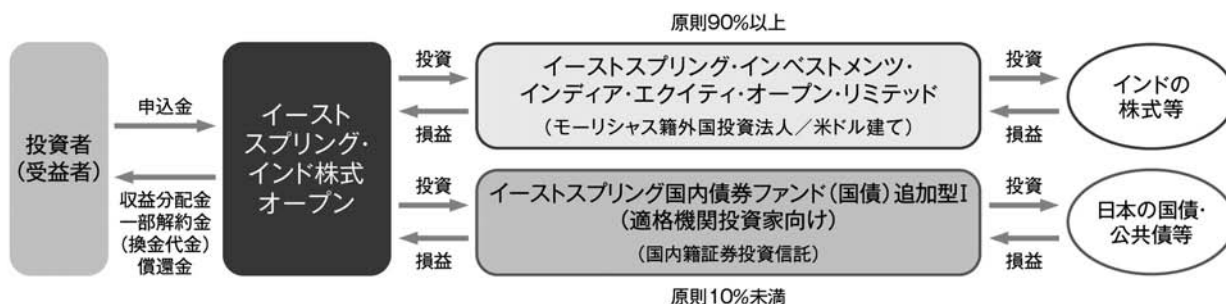 投資者
(受益者)
申込金
収益分配金
一部解約金
(換金代金)
償還金
イースト
スプリング・
インド株式
オープン
投資
損益
原則90%以上
イーストスプリング・インベストメンツ・
インディア・エクイティ・オープン・リミテッド
(モーリシャス籍外国投資法人/米ドル建て)
投資
損益
インドの
株式等
投資
損益
イーストスプリング国内債券ファンド(国債)追加型I
(適格機関投資家向け)
(国内籍証券投資信託)
原則10%未満
投資
損益
日本の国債・
公共債等